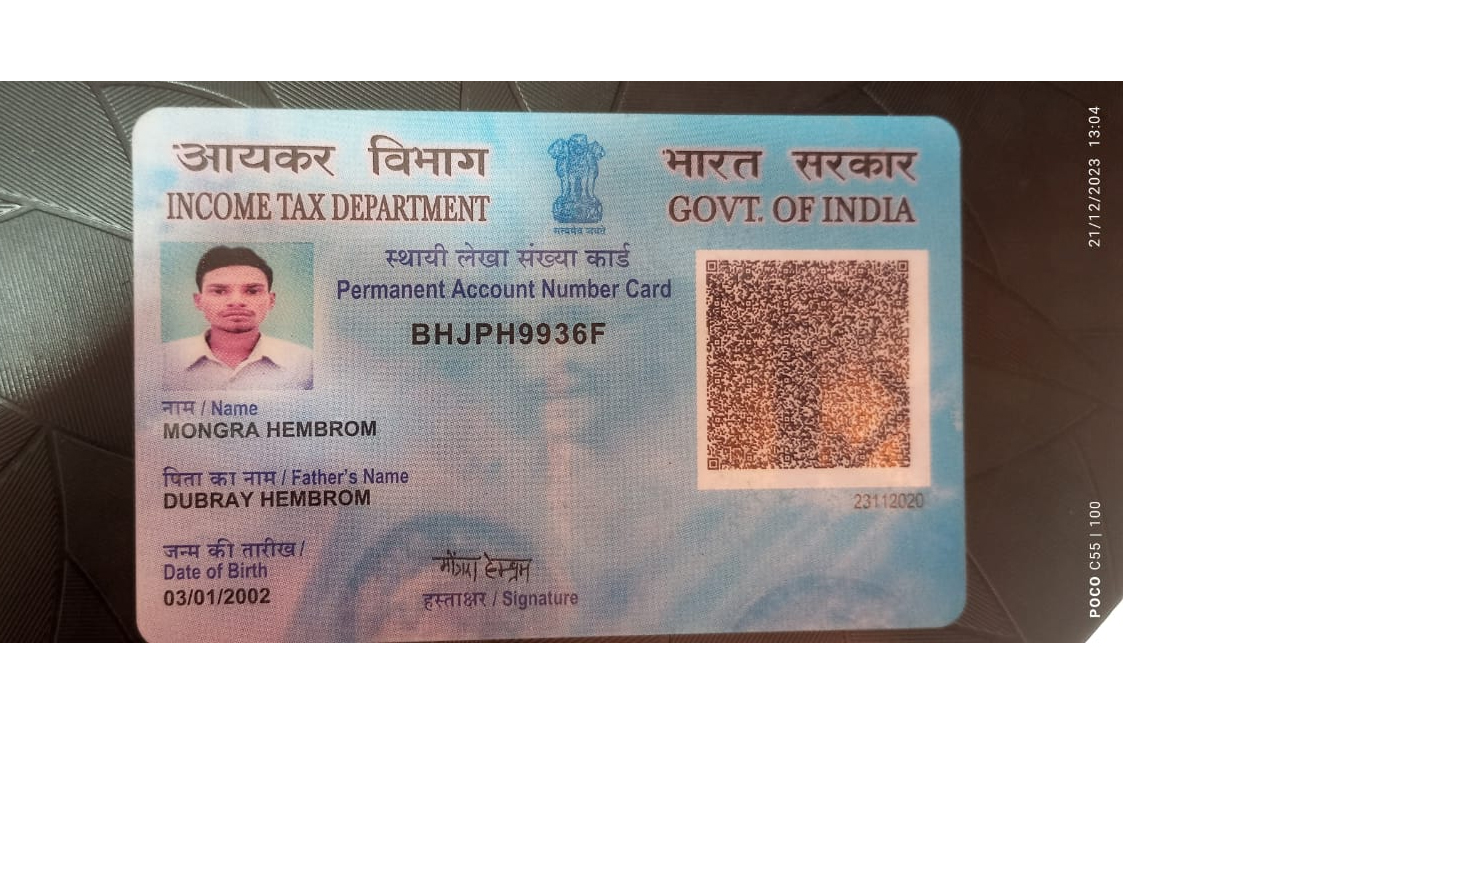 आयकर विभाग
INCOME TAX DEPARTMENT
सत्यमेव जयते
भारत सरकार
GOVT. OF INDIA
स्थायी लेखा संख्या कार्ड
Permanent Account Number Card
BHJPH9936F
नाम / Name
MONGRA HEMBROM
पिता का नाम / Father's Name
DUBRAY HEMBROM
23112020
जन्म की तारीख /
Date of Birth
03/01/2002
मोंगरा हेम्ब्रम
हस्ताक्षर / Signature
21/12/2023 13:04
POCO C55 | 100